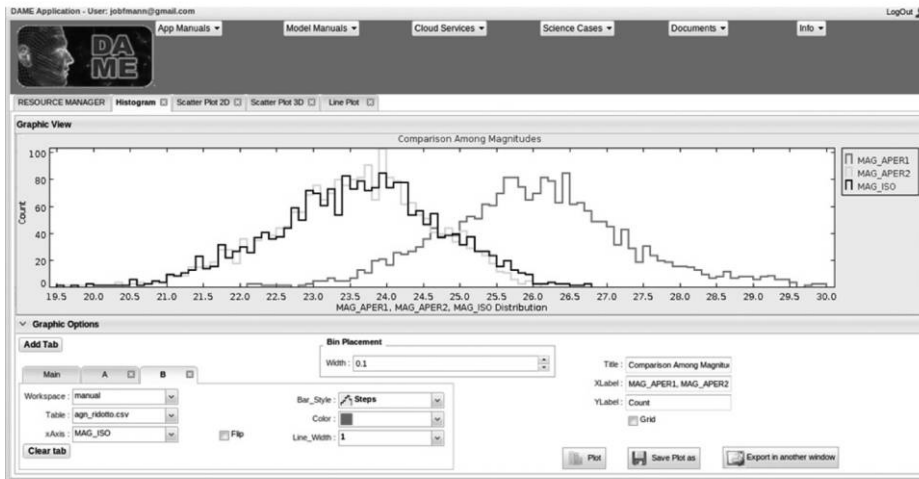 DAME Application - User: jobfmann@gmail.com LogOut
DA
ME
App Manuals Model Manuals Cloud Services Science Cases Documents Info
RESOURCE MANAGER Histogram Scatter Plot 2D Scatter Plot 3D Line Plot
Graphic View
Comparison Among Magnitudes
Count
100
80
60
40
20
0
19.5 20.0 20.5 21.0 21.5 22.0 22.5 23.0 23.5 24.0 24.5 25.0 25.5 26.0 26.5 27.0 27.5 28.0 28.5 29.0 29.5 30.0
MAG_APER1, MAG_APER2, MAG_ISO Distribution
MAG_APER1
MAG_APER2
MAG_ISO
Graphic Options
Add Tab
Main A B
Workspace : manual
Table : agn_ridotto.csv
xAxis : MAG_ISO
Flip
Clear tab
Bin Placement
Width : 0.1
Bar_Style : Steps
Color :
Line_Width : 1
Title : Comparison Among Magnitu
XLabel : MAG_APER1, MAG_APER2
YLabel : Count
Grid
Plot Save Plot as Export in another window